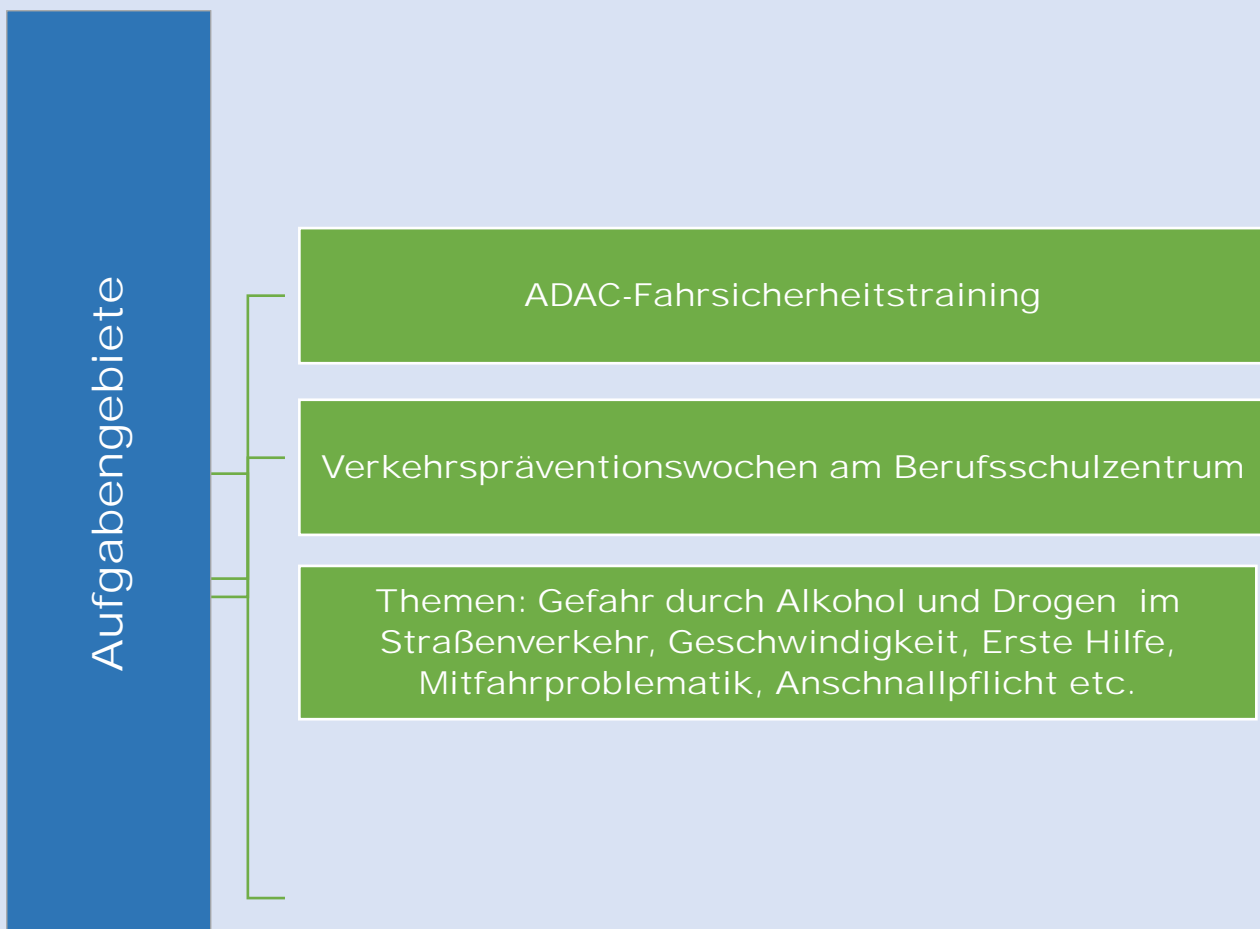 Aufgabengebiete
ADAC-Fahrsicherheitstraining
Verkehrspräventionswochen am Berufsschulzentrum
Themen: Gefahr durch Alkohol und Drogen  im
Straßenverkehr, Geschwindigkeit, Erste Hilfe,
Mitfahrproblematik, Anschnallpflicht etc.